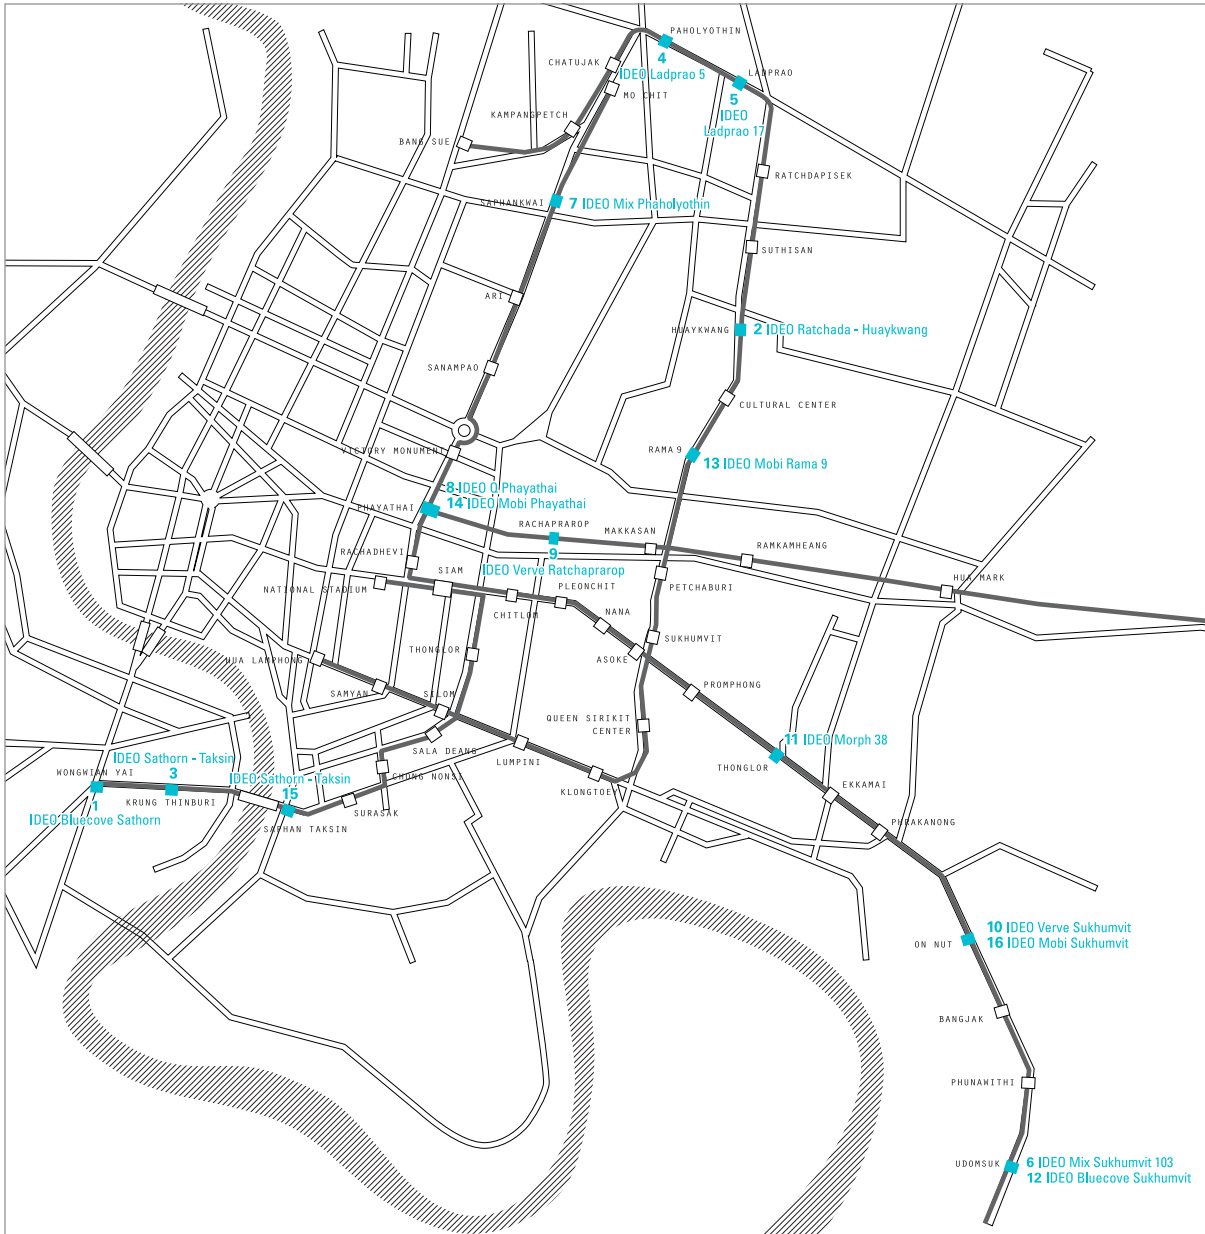 PAHOLYOTHIN
4
IDEO Ladprao 5
CHATUJAK
MO CHIT
LADPRAO
5
IDEO
Ladprao 17
KAMPANGPETCH
BANG SUE
RATCHDAPISEK
SAPHANKWAI
7 IDEO Mix Phaholyothin
SUTHISAN
ARI
HUAYKWANG
2 IDEO Ratchada - Huaykwang
SANAMPAO
CULTURAL CENTER
VICTORY MONUMENT
RAMA 9
13 IDEO Mobi Rama 9
8 IDEO Q Phayathai
14 IDEO Mobi Phayathai
PHAYATHAI
RACHAPRAROP
MAKKASAN
9
IDEO Verve Ratchaprarop
RAMKAMHEANG
RACHADHEVI
SIAM
NATIONAL STADIUM
PLEONCHIT
PETCHABURI
HUA MARK
CHITLOM
NANA
SUKHUMVIT
THONGLOR
ASOKE
HUA LAMPHONG
SAMYAN
SILOM
PROMPHONG
QUEEN SIRIKIT
CENTER
11 IDEO Morph 38
THONGLOR
SALA DEANG
LUMPINI
IDEO Sathorn - Taksin
3
WONGWIAN YAI
IDEO Sathorn - Taksin
15
CHONG NONSI
KLONGTOEY
EKKAMAI
1
IDEO Bluecove Sathorn
KRUNG THINBURI
SURASAK
SAPHAN TAKSIN
PHRAKANONG
10 IDEO Verve Sukhumvit
16 IDEO Mobi Sukhumvit
ON NUT
BANGJAK
PHUNAWITHI
UDOMSUK
6 IDEO Mix Sukhumvit 103
12 IDEO Bluecove Sukhumvit